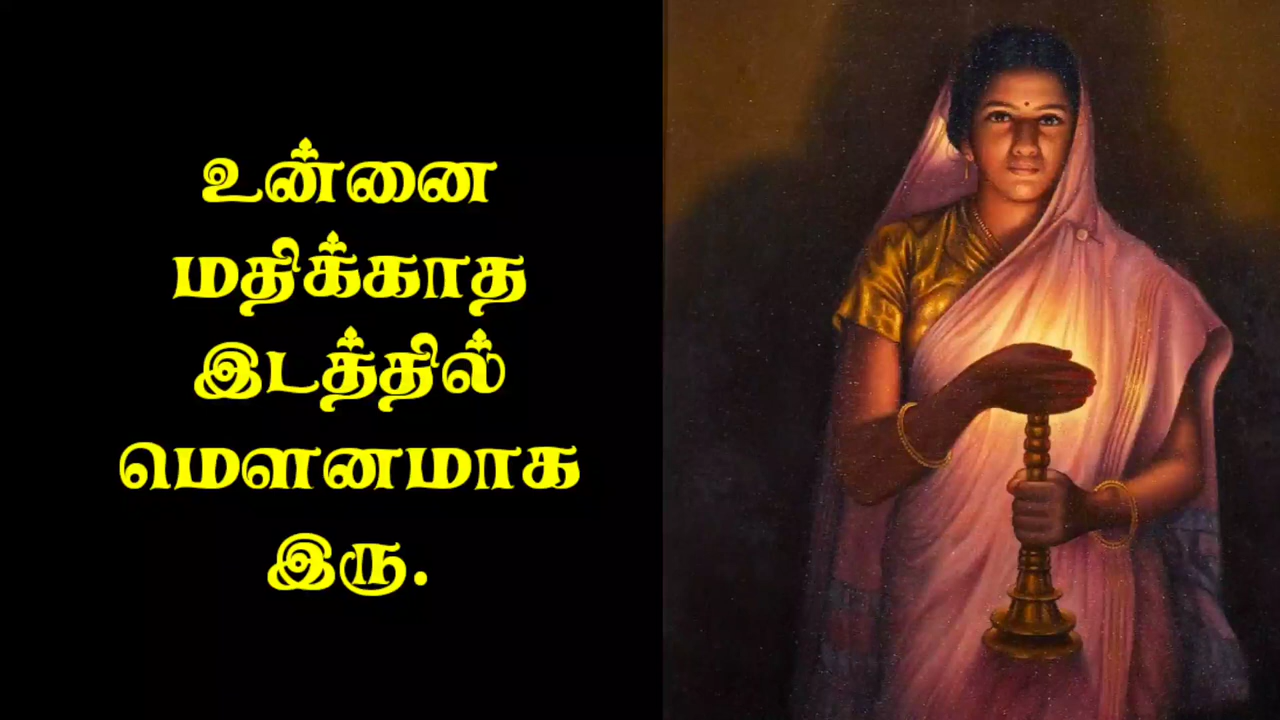 உன்னை
மதிக்காத
இடத்தில்
மௌனமாக
இரு.